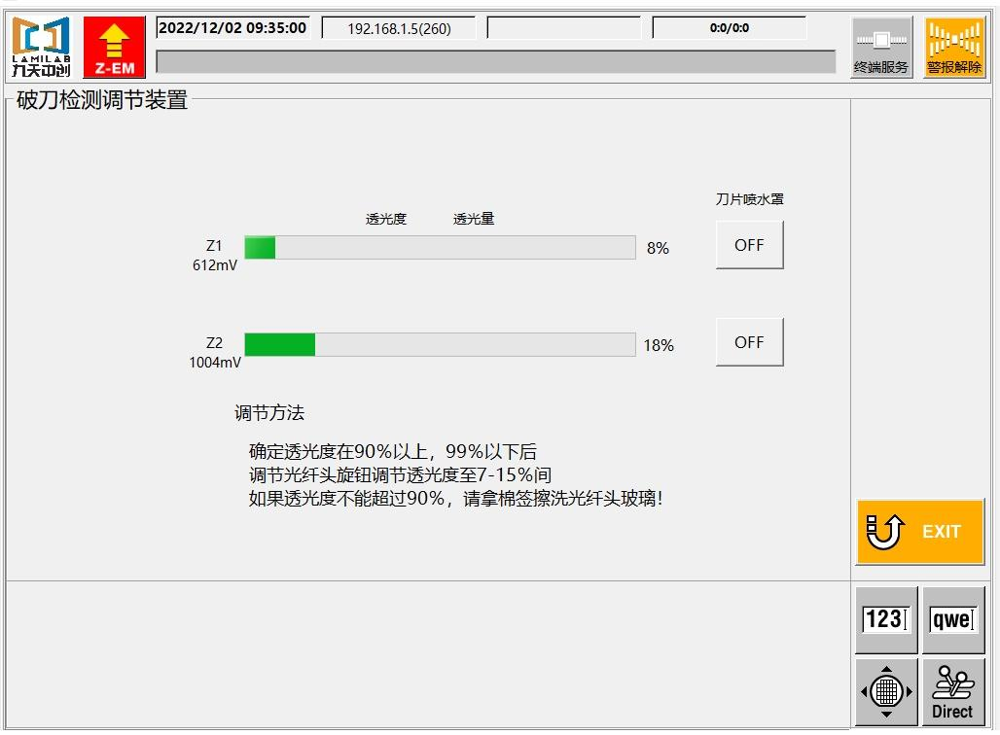 LAMILAB
九天中创
Z-EM
2022/12/02 09:35:00
192.168.1.5(260)
0:0/0:0
终端服务
警报解除
破刀检测调节装置
刀片喷水罩
透光度 透光量
Z1
612mV
8%
OFF
Z2
1004mV
18%
OFF
调节方法
确定透光度在90%以上，99%以下后
调节光纤头旋钮调节透光度至7-15%间
如果透光度不能超过90%，请拿棉签擦洗光纤头玻璃！
EXIT
123
qwe
Direct